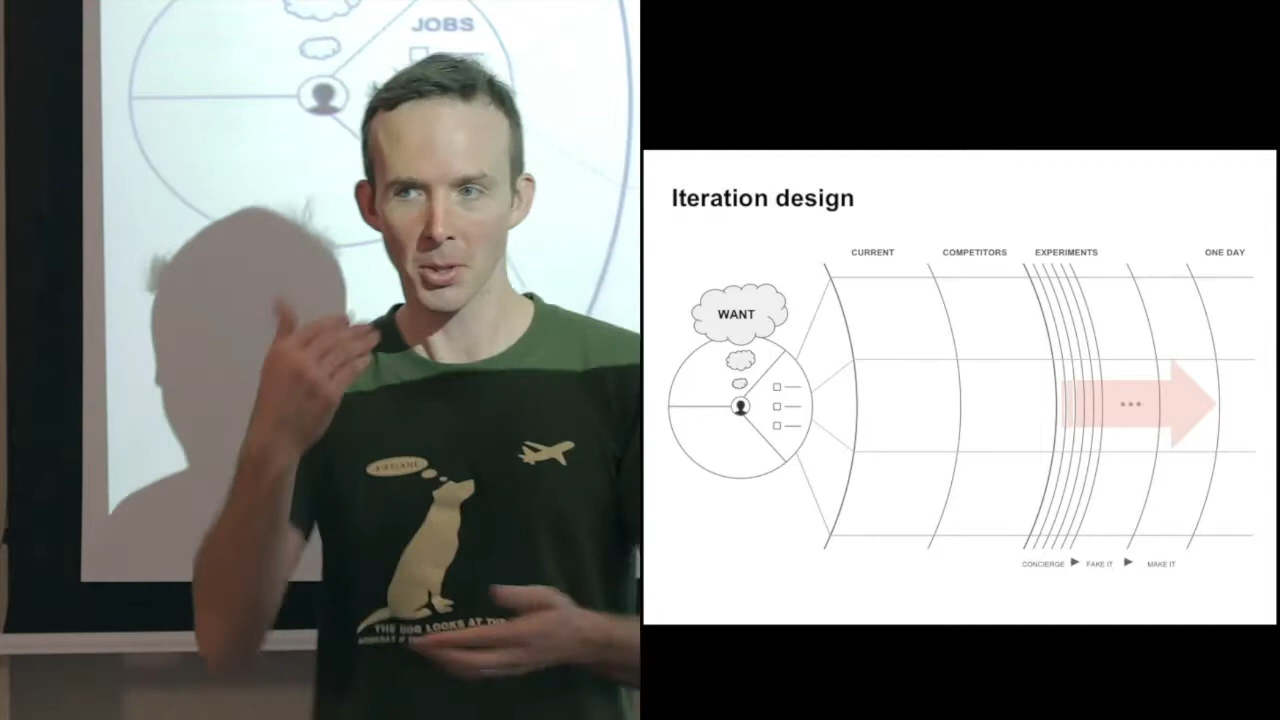 JOBS
AIRPLANE
THE DOG LOOKS AT THE
Iteration design
CURRENT
COMPETITORS
EXPERIMENTS
ONE DAY
WANT
CONCIERGE ▶ FAKE IT ▶ MAKE IT